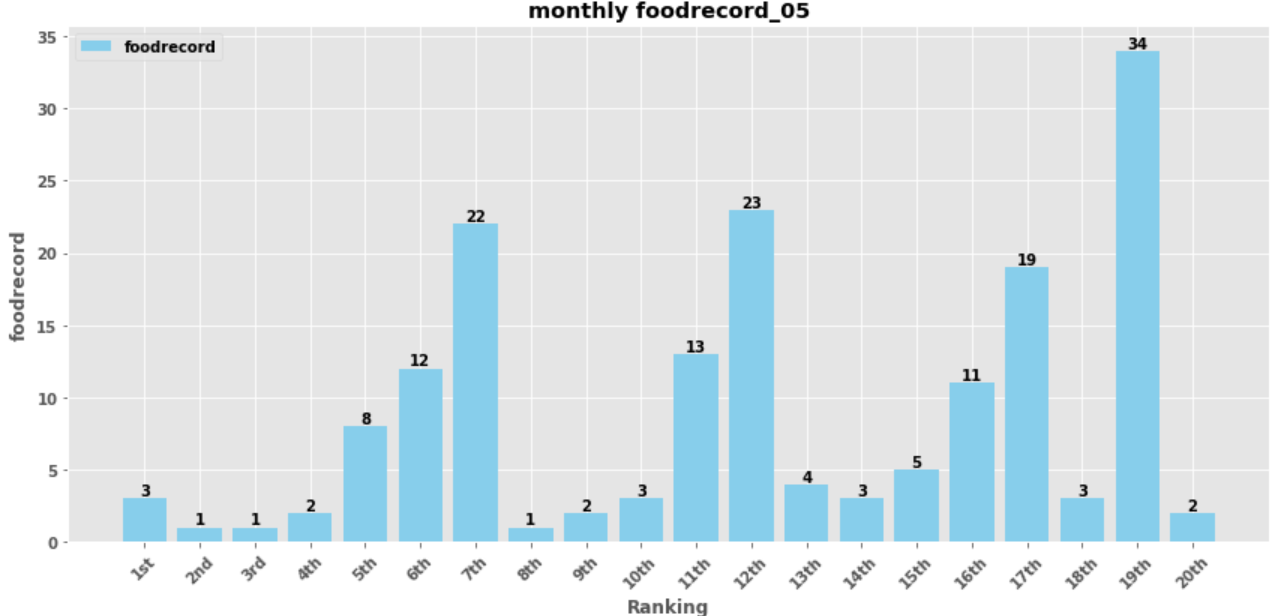 monthly foodrecord_05
foodrecord
35
30
25
20
15
10
5
0
foodrecord
3
1
1
2
8
12
22
1
2
3
13
23
4
3
5
11
19
3
34
2
1st
2nd
3rd
4th
5th
6th
7th
8th
9th
10th
11th
12th
13th
14th
15th
16th
17th
18th
19th
20th
Ranking